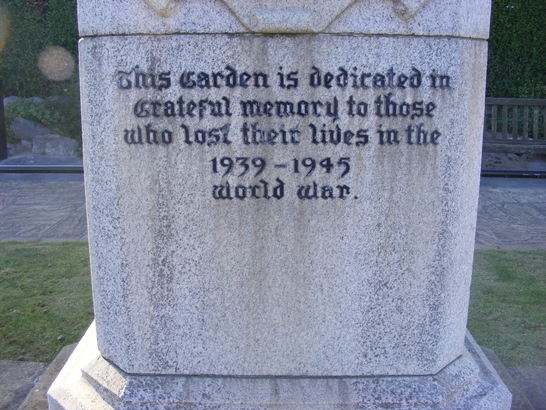 This Garden is dedicated in
Grateful memory to those
who lost their lives in the
1939-1945
World War.